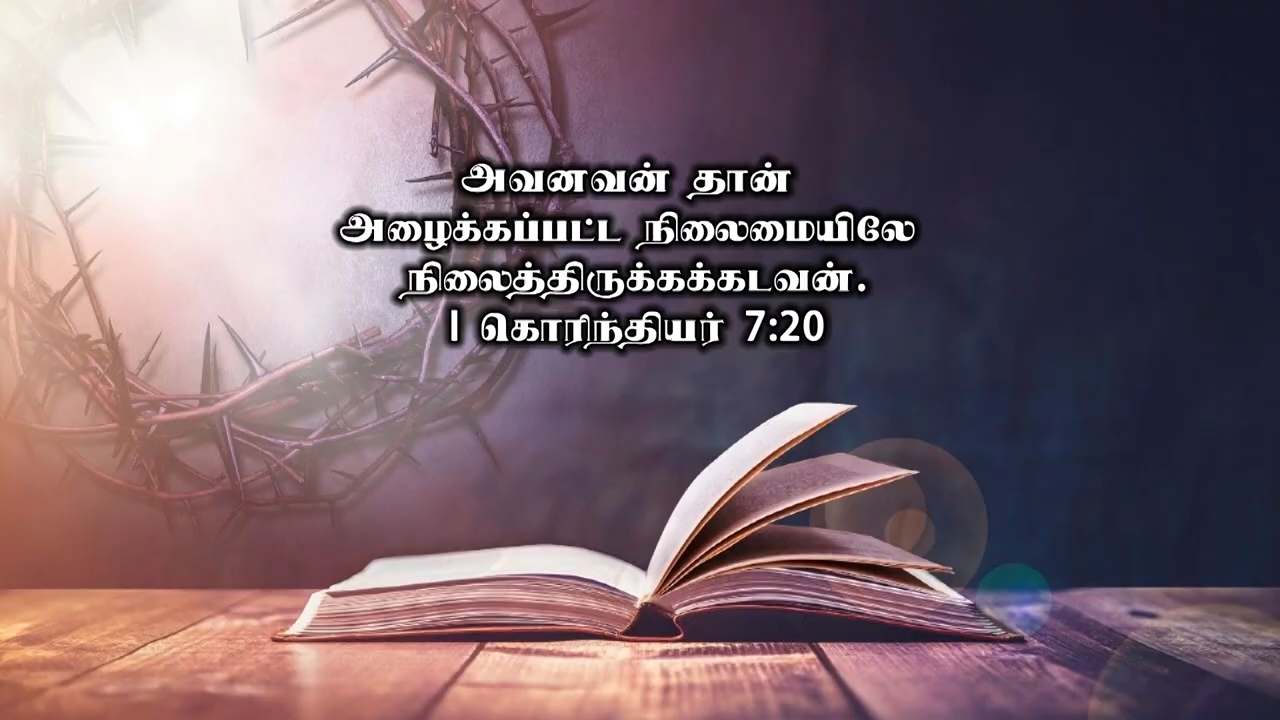 அவனவன் தான்
அழைக்கப்பட்ட நிலைமையிலே
நிலைத்திருக்கக்கடவன்.
I கொரிந்தியர் 7:20